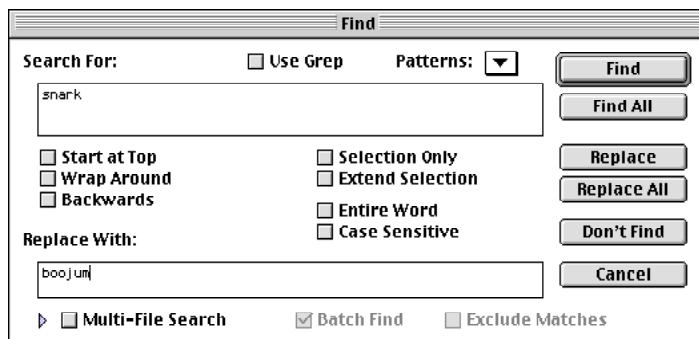 Find
Search For:
Use Grep
Patterns:
Find
snark
Find All
Start at Top
Selection Only
Replace
Wrap Around
Extend Selection
Replace All
Backwards
Entire Word
Case Sensitive
Don't Find
Replace With:
boojum
Cancel
Multi-File Search
Batch Find
Exclude Matches